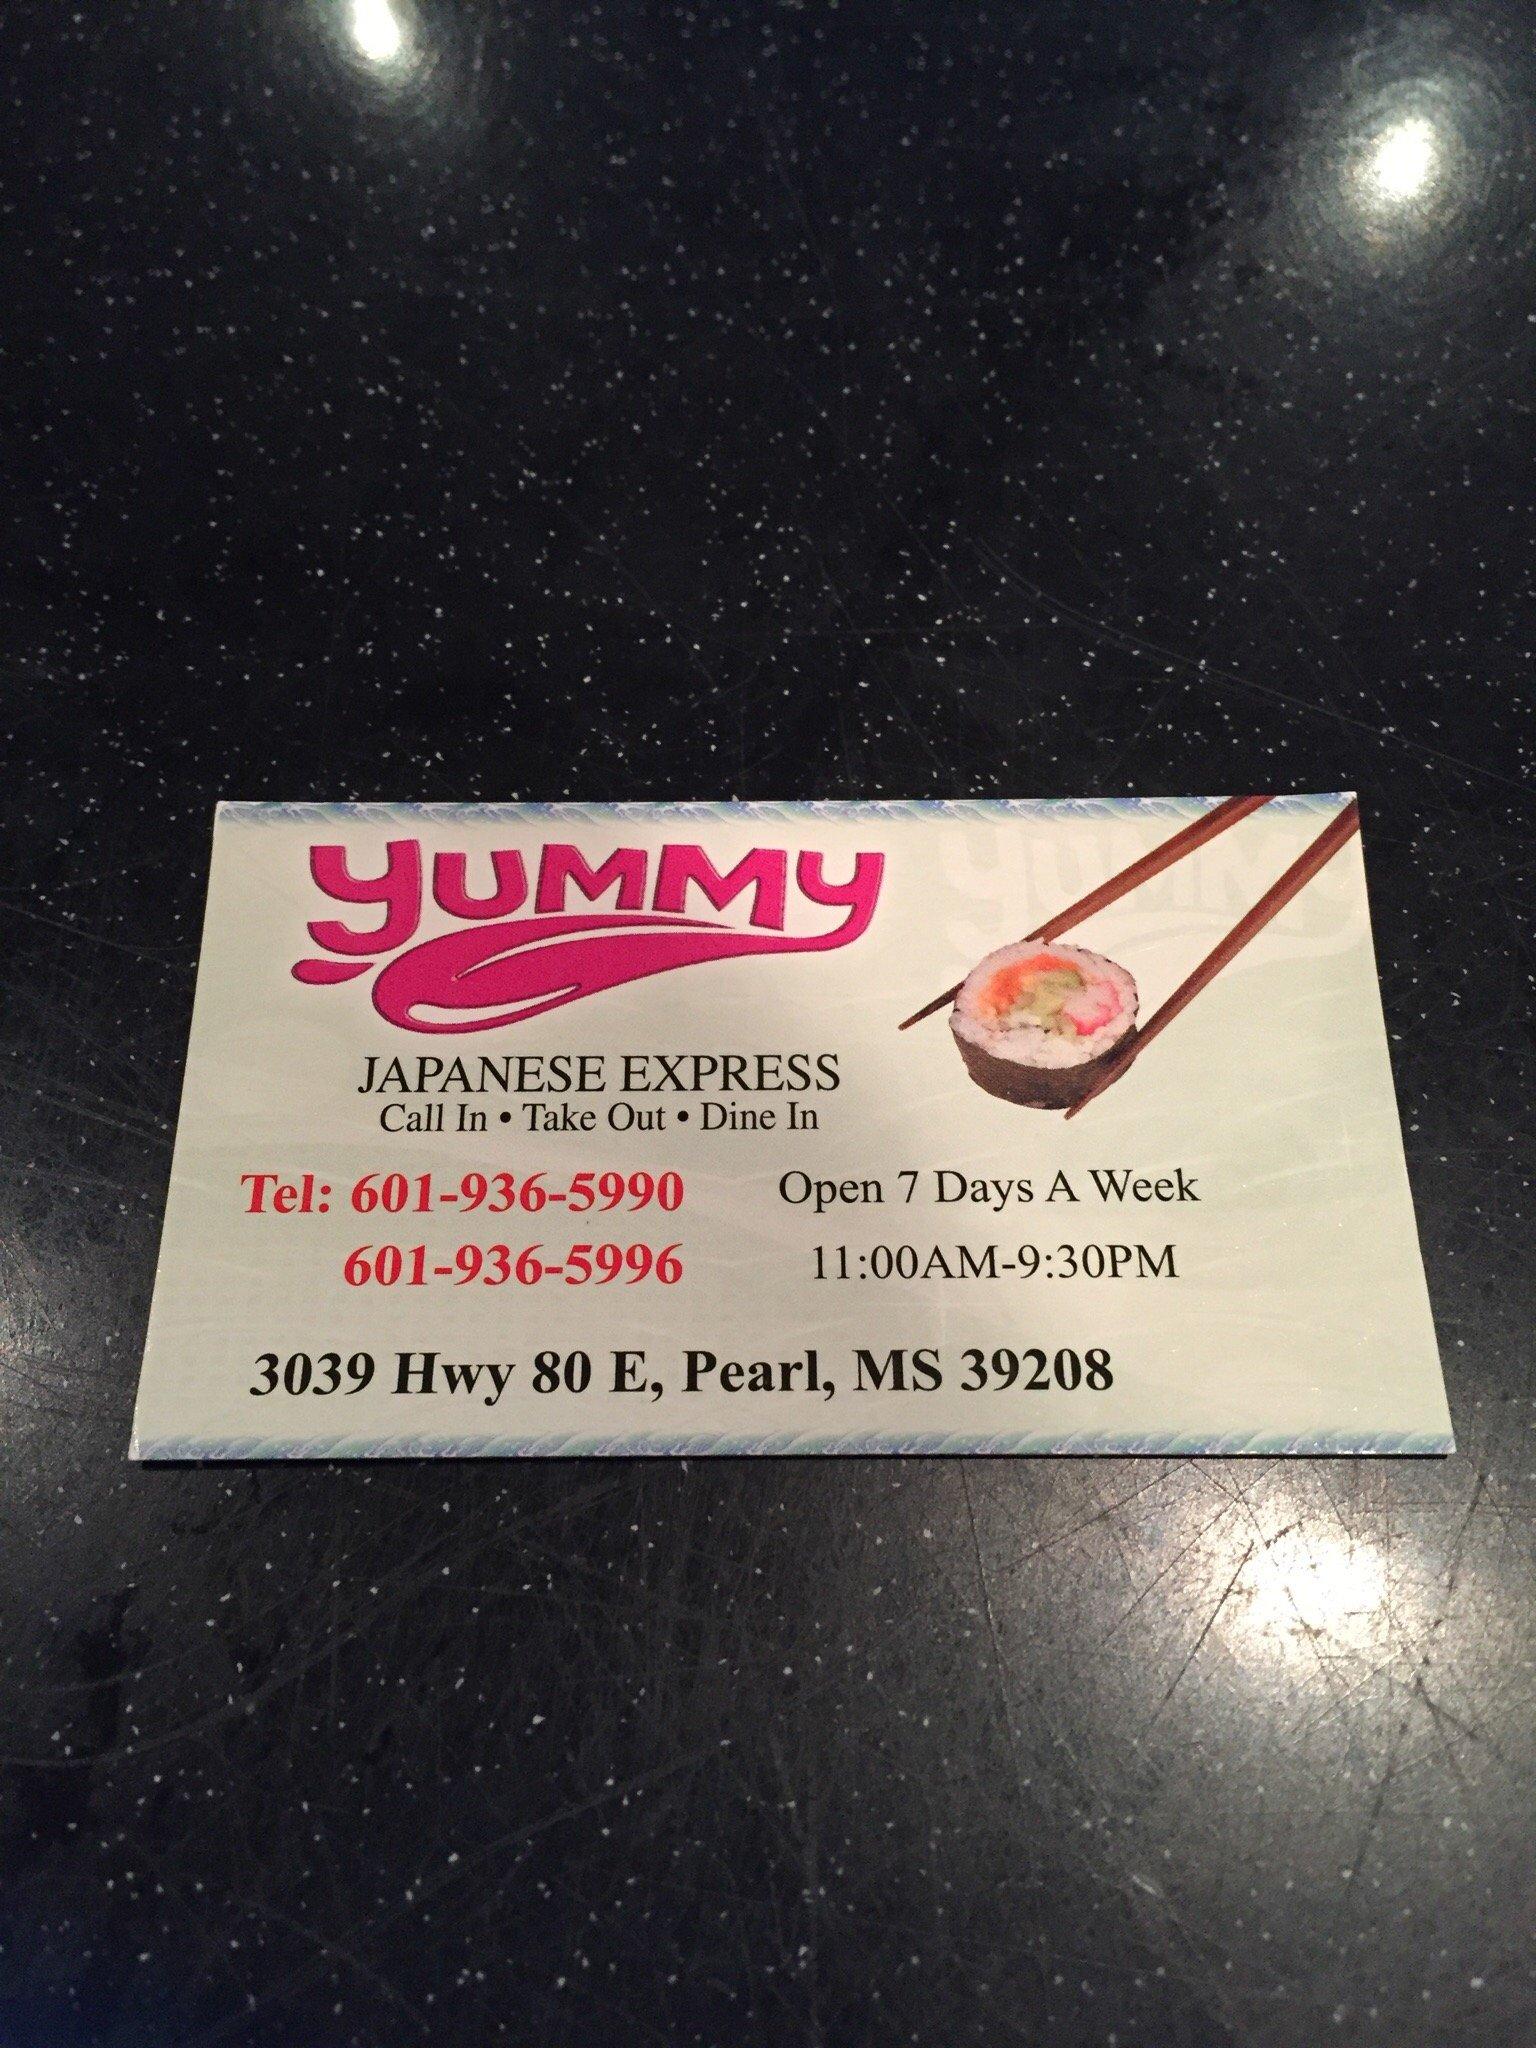 yummy
JAPANESE EXPRESS
Call In • Take Out • Dine In
Tel: 601-936-5990
601-936-5996
Open 7 Days A Week
11:00AM-9:30PM
3039 Hwy 80 E, Pearl, MS 39208